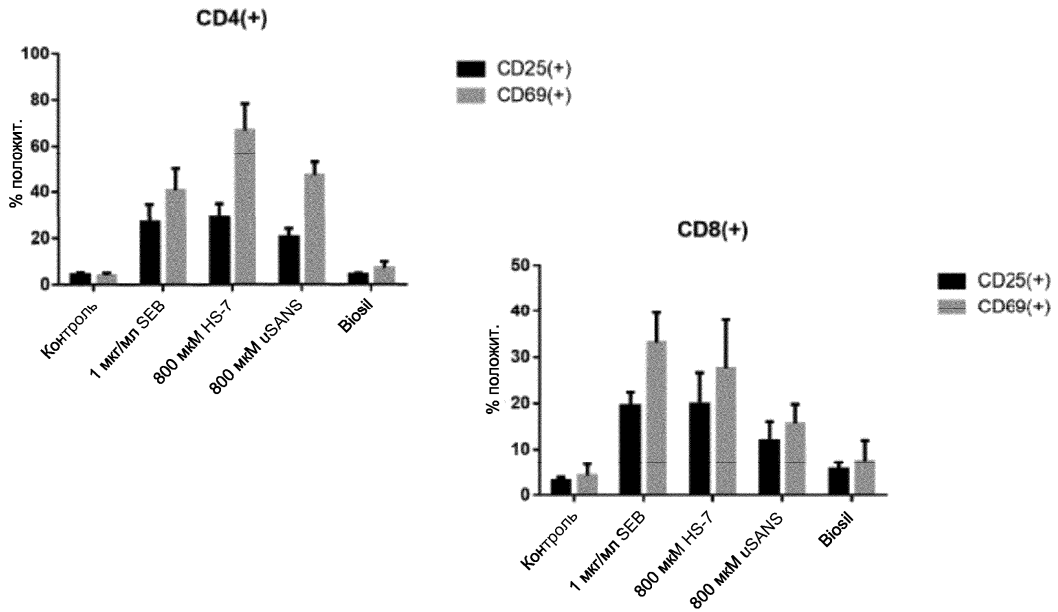 CD4(+)
100
80
60
40
20
0
% положит.
CD25(+)
CD69(+)
Контроль
1 мкг/мл SEB
800 мкМ HS-7
800 мкМ uSANS
Biosil
CD8(+)
50
40
30
20
10
0
% положит.
CD25(+)
CD69(+)
Контроль
1 мкг/мл SEB
800 мкМ HS-7
800 мкМ uSANS
Biosil